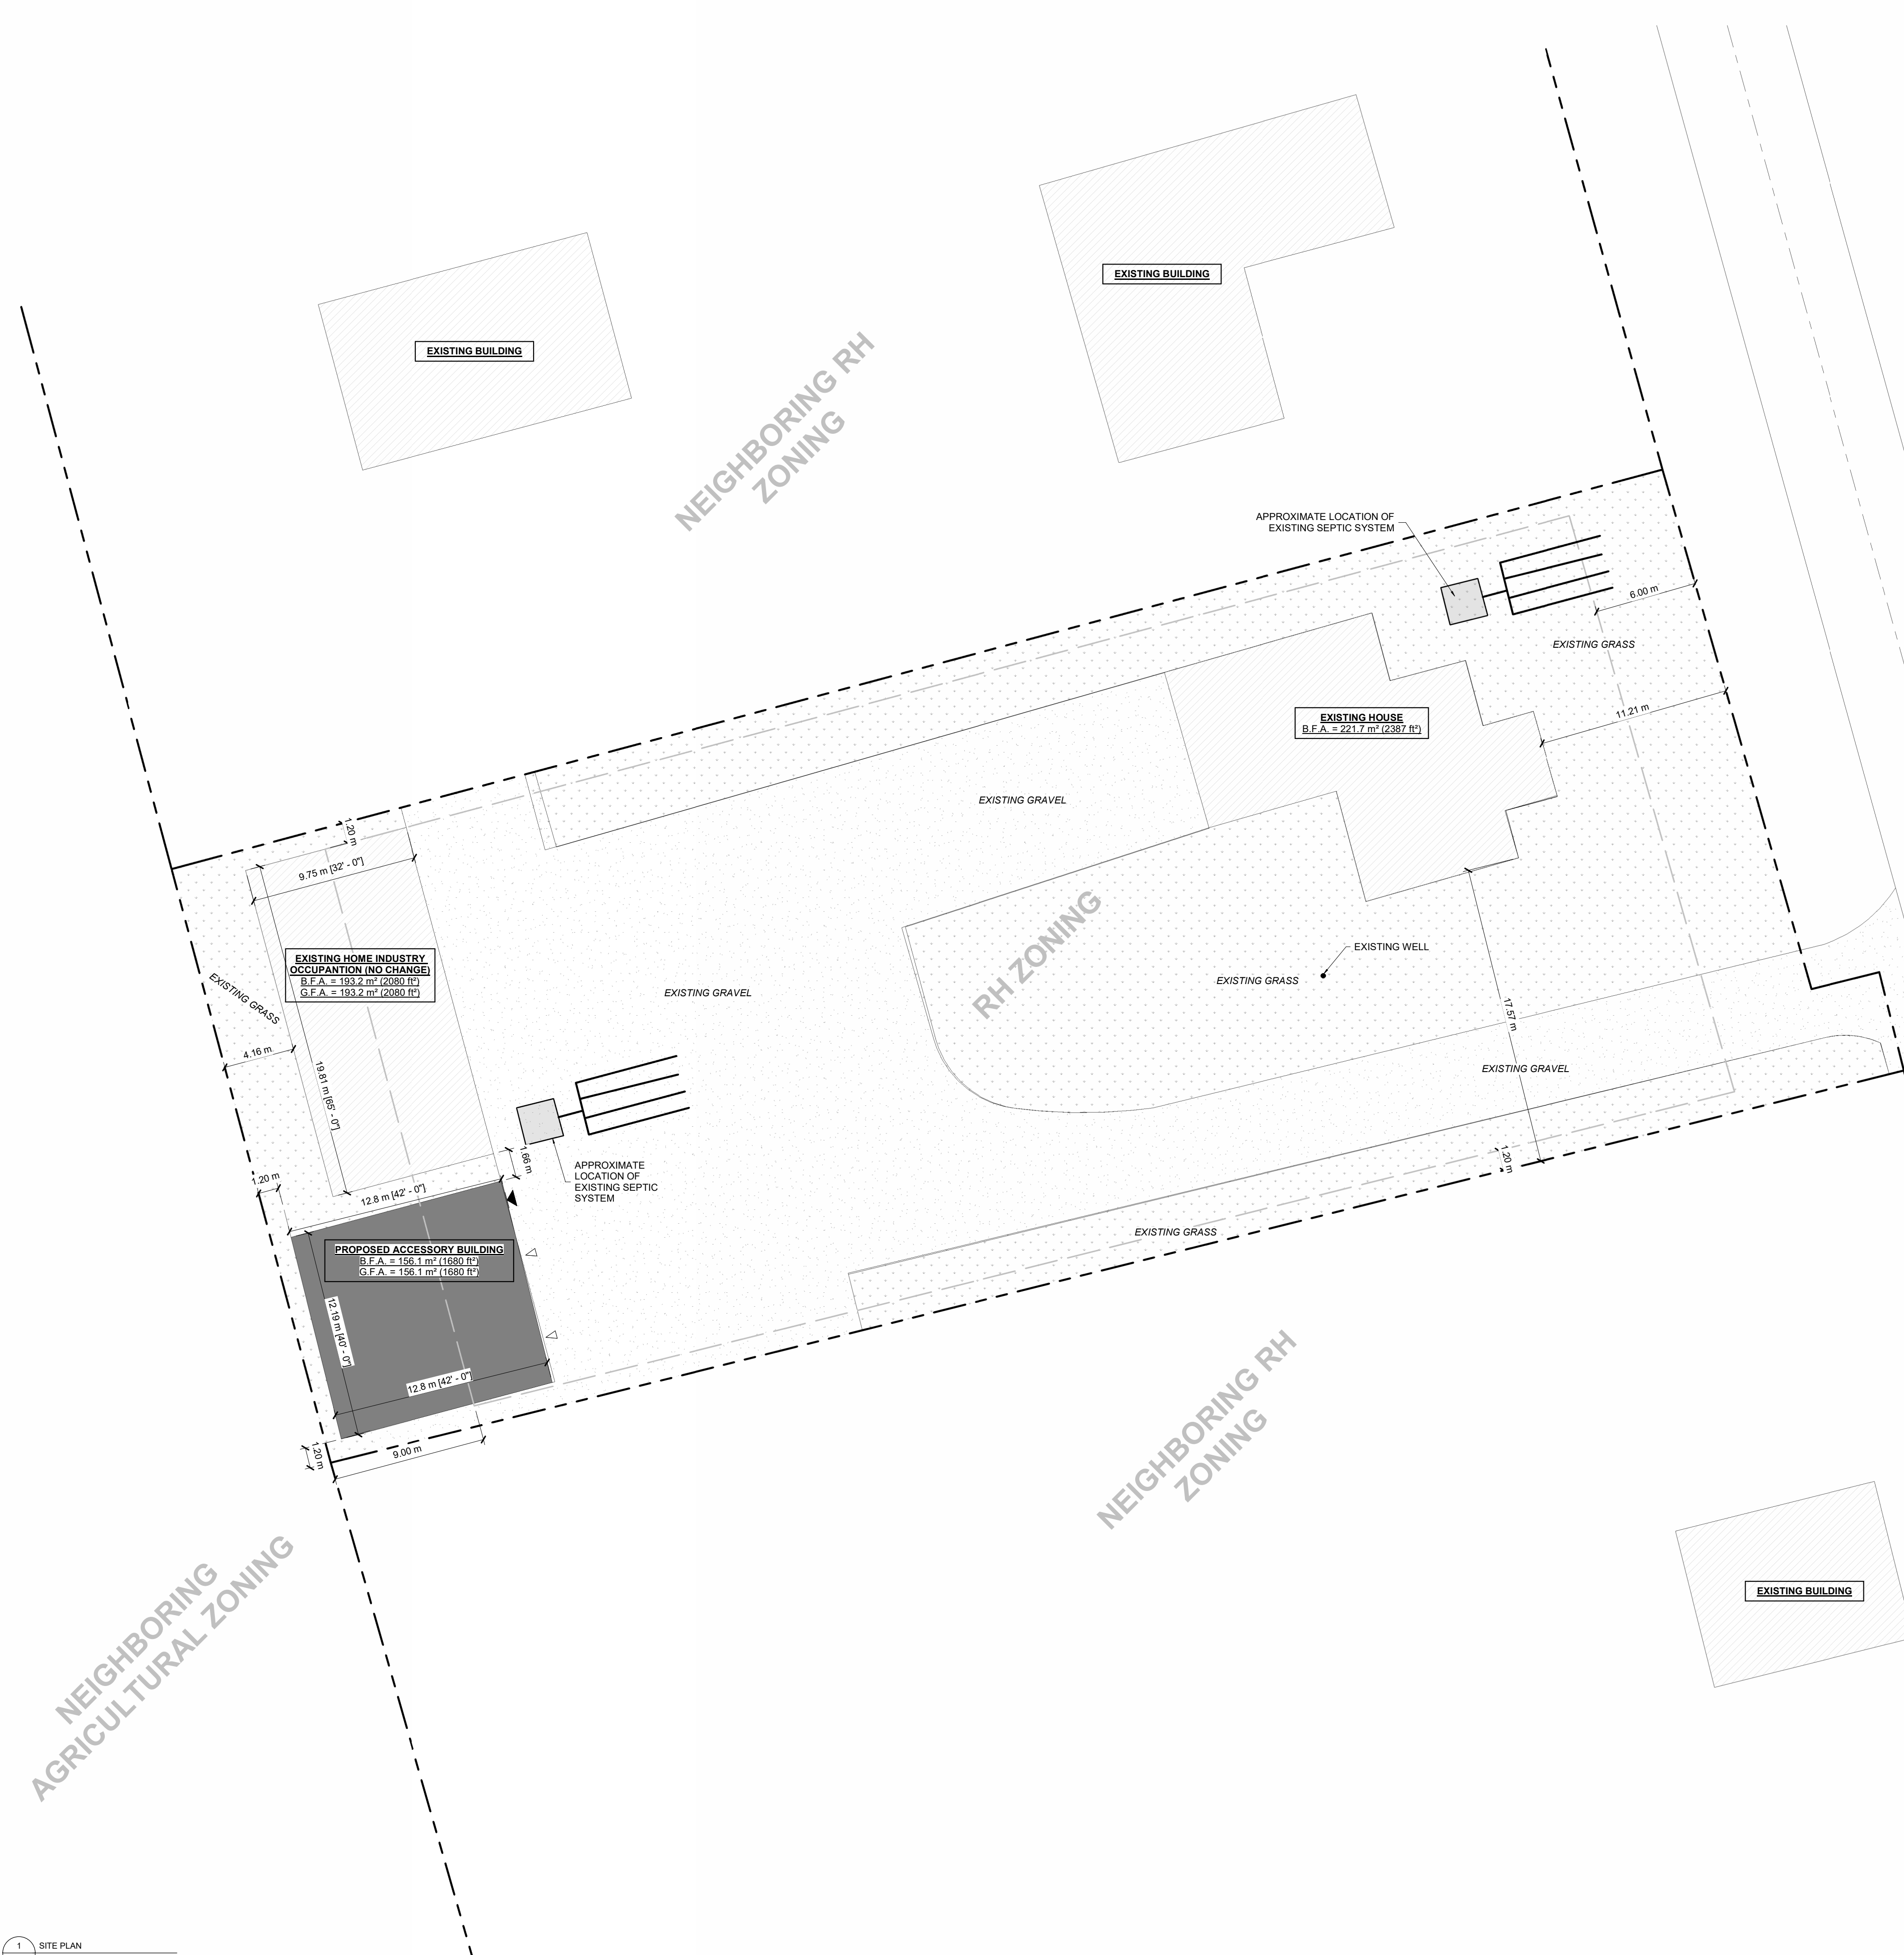 EXISTING BUILDING
EXISTING BUILDING
NEIGHBORING RH
ZONING
APPROXIMATE LOCATION OF
EXISTING SEPTIC SYSTEM
6.00 m
EXISTING GRASS
11.21 m
EXISTING HOUSE
B.F.A. = 221.7 m² (2387 ft²)
EXISTING GRAVEL
1.20 m
9.75 m [32' - 0"]
EXISTING HOME INDUSTRY
OCCUPANTION (NO CHANGE)
B.F.A. = 193.2 m² (2080 ft²)
G.F.A. = 193.2 m² (2080 ft²)
EXISTING GRASS
EXISTING GRAVEL
RH ZONING
EXISTING WELL
EXISTING GRASS
17.57 m
EXISTING GRAVEL
4.16 m
19.81 m [65' - 0"]
1.66 m
APPROXIMATE
LOCATION OF
EXISTING SEPTIC
SYSTEM
1.20 m
12.8 m [42' - 0"]
1.20 m
EXISTING GRASS
PROPOSED ACCESSORY BUILDING
B.F.A. = 156.1 m² (1680 ft²)
G.F.A. = 156.1 m² (1680 ft²)
12.19 m [40' - 0"]
12.8 m [42' - 0"]
1.20 m
9.00 m
NEIGHBORING RH
ZONING
NEIGHBORING
AGRICULTURAL ZONING
EXISTING BUILDING
1 SITE PLAN